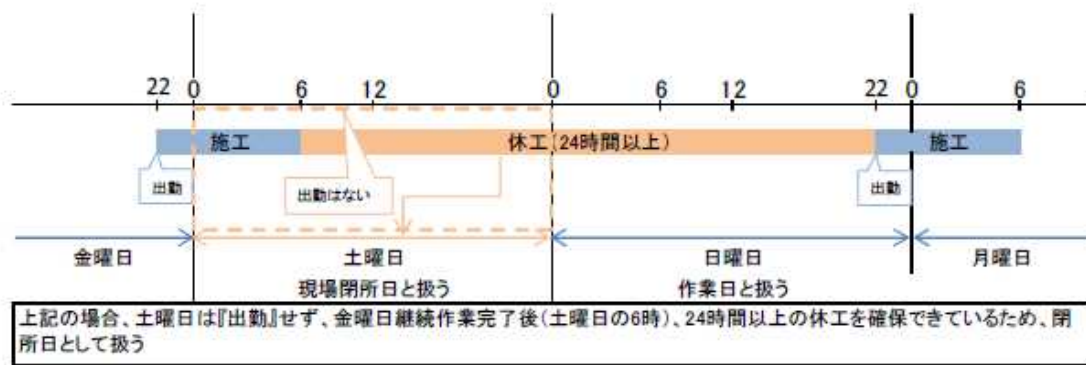 22 0 6 12 0 6 12 22 0 6
施工 休工(24時間以上) 施工
出勤 出勤はない 出勤
金曜日 土曜日 日曜日 月曜日
現場閉所日と扱う 作業日と扱う
上記の場合、土曜日は『出勤』せず、金曜日継続作業完了後(土曜日の6時)、24時間以上の休工を確保できているため、閉
所日として扱う